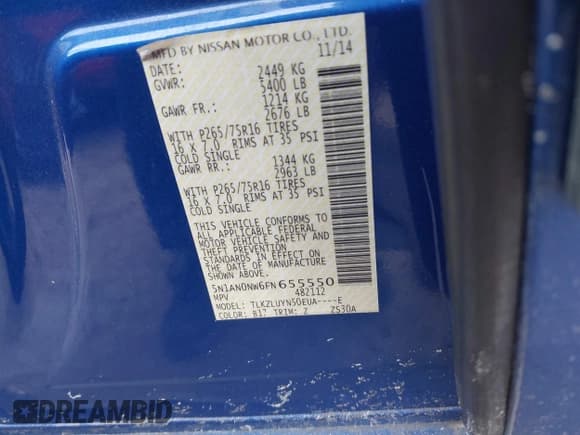 MFD BY NISSAN MOTOR CO., LTD.
DATE: 11/14
GVWR: 2449 KG
5400 LB
GAWR FR.: 1214 KG
2676 LB
WITH P265/75R16 TIRES
16 X 7.0 RIMS AT 35 PSI
COLD SINGLE
GAWR RR.: 1344 KG
2963 LB
WITH P265/75R16 TIRES
16 X 7.0 RIMS AT 35 PSI
COLD SINGLE
THIS VEHICLE CONFORMS TO
ALL APPLICABLE FEDERAL
MOTOR VEHICLE SAFETY AND
THEFT PREVENTION
STANDARDS IN EFFECT ON
THE DATE OF MANUFACTURE
SHOWN ABOVE.
5N1AN0NW6FN655550
MPV 482112
MODEL: TLKZLUYN50EUA----E
COLOR: B17 TRIM: Z ZS30A
DREAMBID